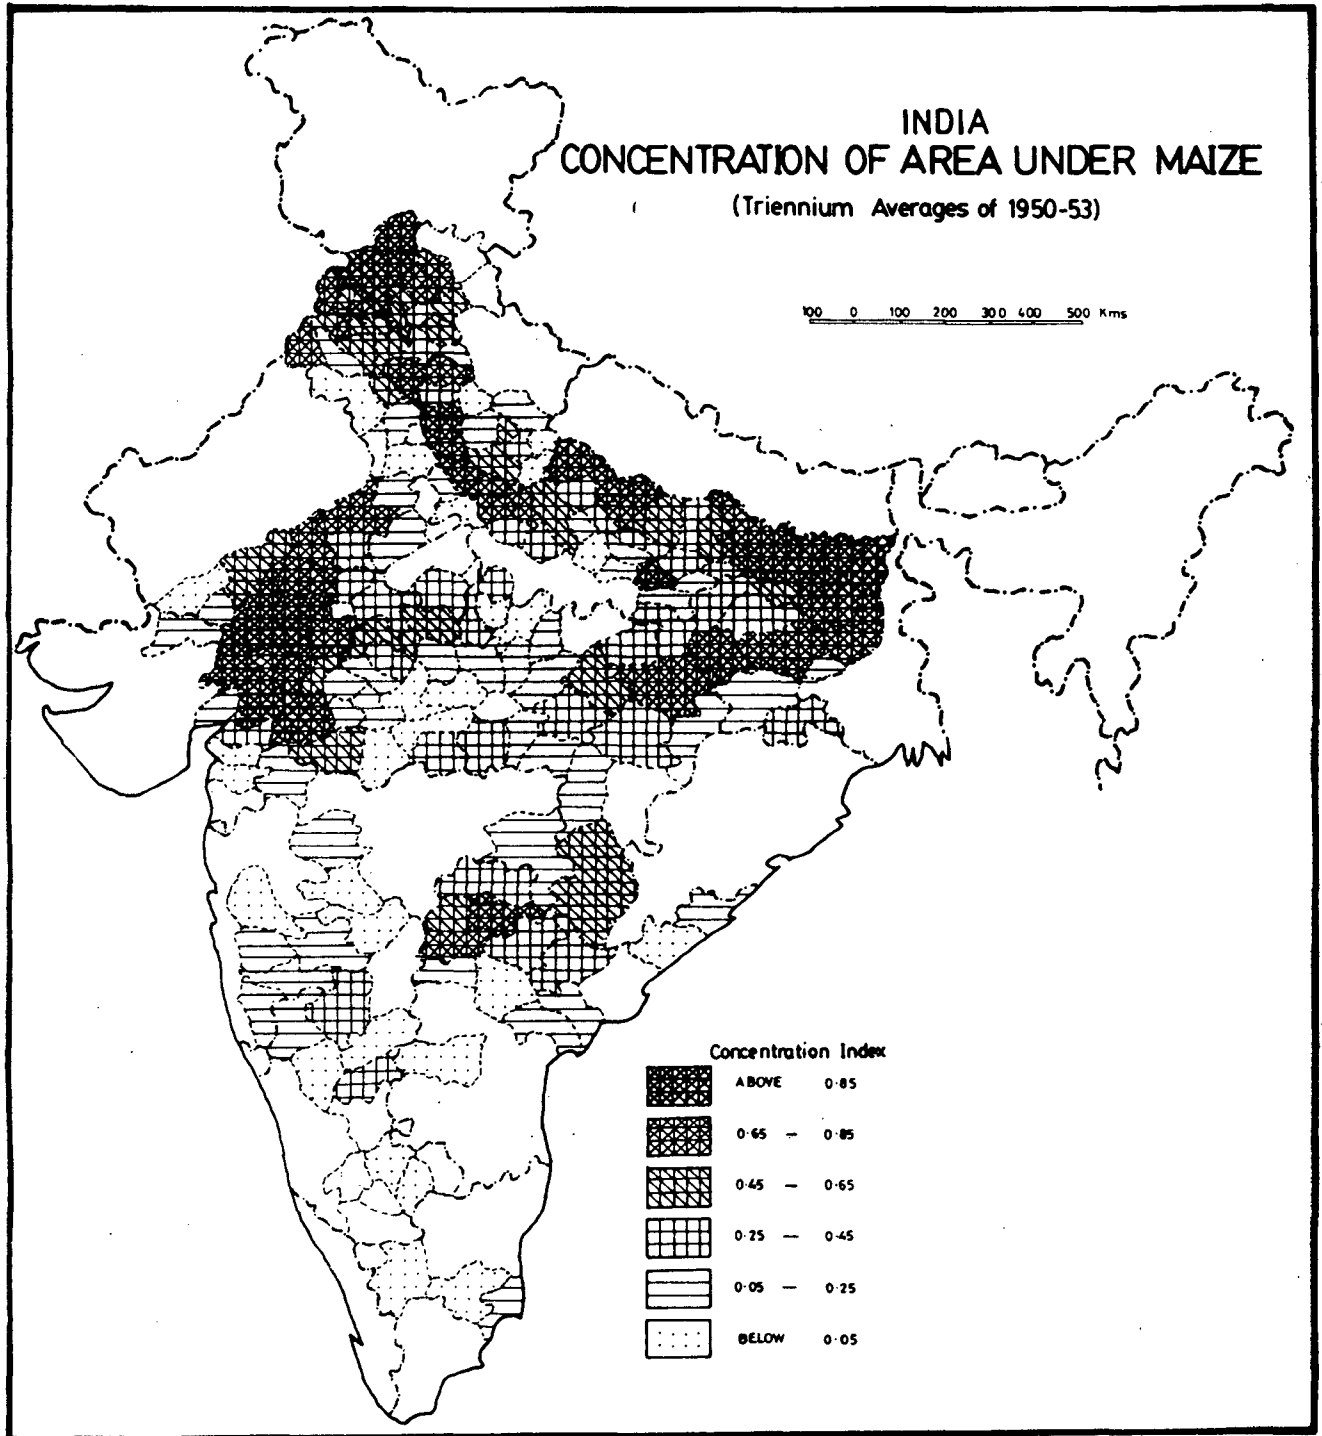 INDIA
CONCENTRATION OF AREA UNDER MAIZE
(Triennium Averages of 1950-53)
100 0 100 200 300 400 500 Kms
Concentration Index
ABOVE 0·85
0·65 — 0·85
0·45 — 0·65
0·25 — 0·45
0·05 — 0·25
BELOW 0·05